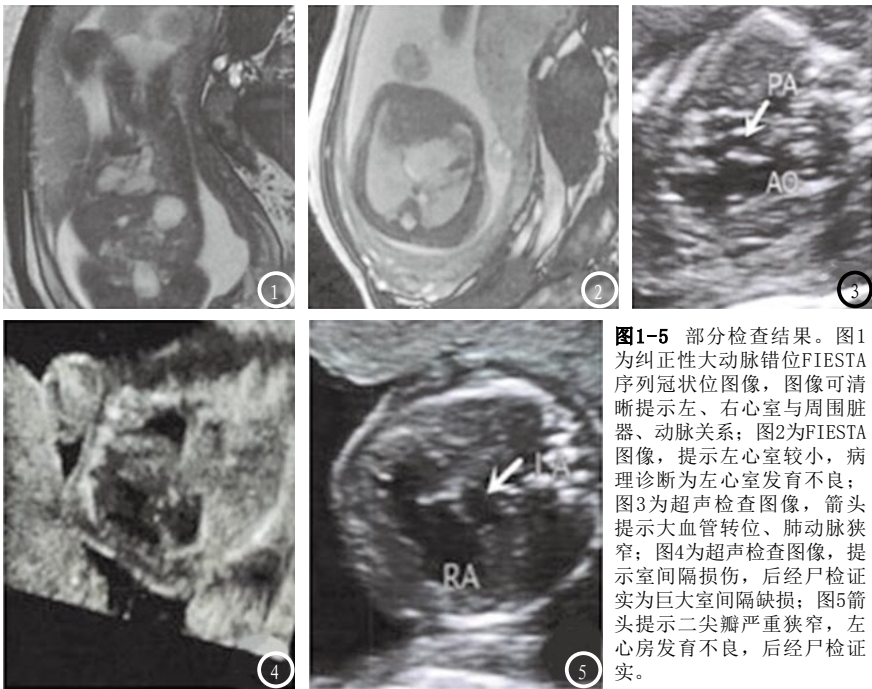 1
2
PA
AO
3
4
LA
RA
5
图1-5 部分检查结果。图1
为纠正性大动脉错位FIESTA
序列冠状位图像，图像可清
晰提示左、右心室与周围脏
器、动脉关系；图2为FIESTA
图像，提示左心室较小，病
理诊断为左心室发育不良；
图3为超声检查图像，箭头
提示大血管转位、肺动脉狭
窄；图4为超声检查图像，提
示室间隔损伤，后经尸检证
实为巨大室间隔缺损；图5箭
头提示二尖瓣严重狭窄，左
心房发育不良，后经尸检证
实。